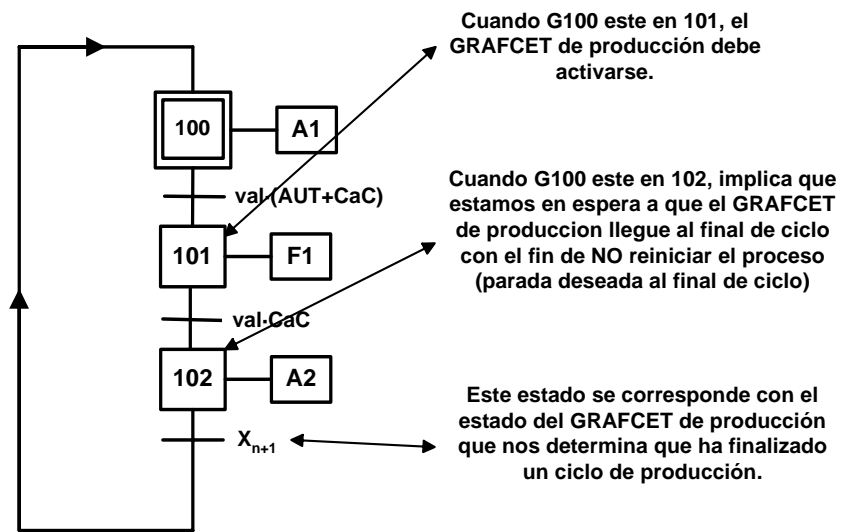 Cuando G100 este en 101, el
GRAFCET de producción debe
activarse.
100
A1
val·(AUT+CaC)
Cuando G100 este en 102, implica que
estamos en espera a que el GRAFCET
de produccion llegue al final de ciclo
con el fin de NO reiniciar el proceso
(parada deseada al final de ciclo)
101
F1
val·CaC
102
A2
Xn+1
Este estado se corresponde con el
estado del GRAFCET de producción
que nos determina que ha finalizado
un ciclo de producción.